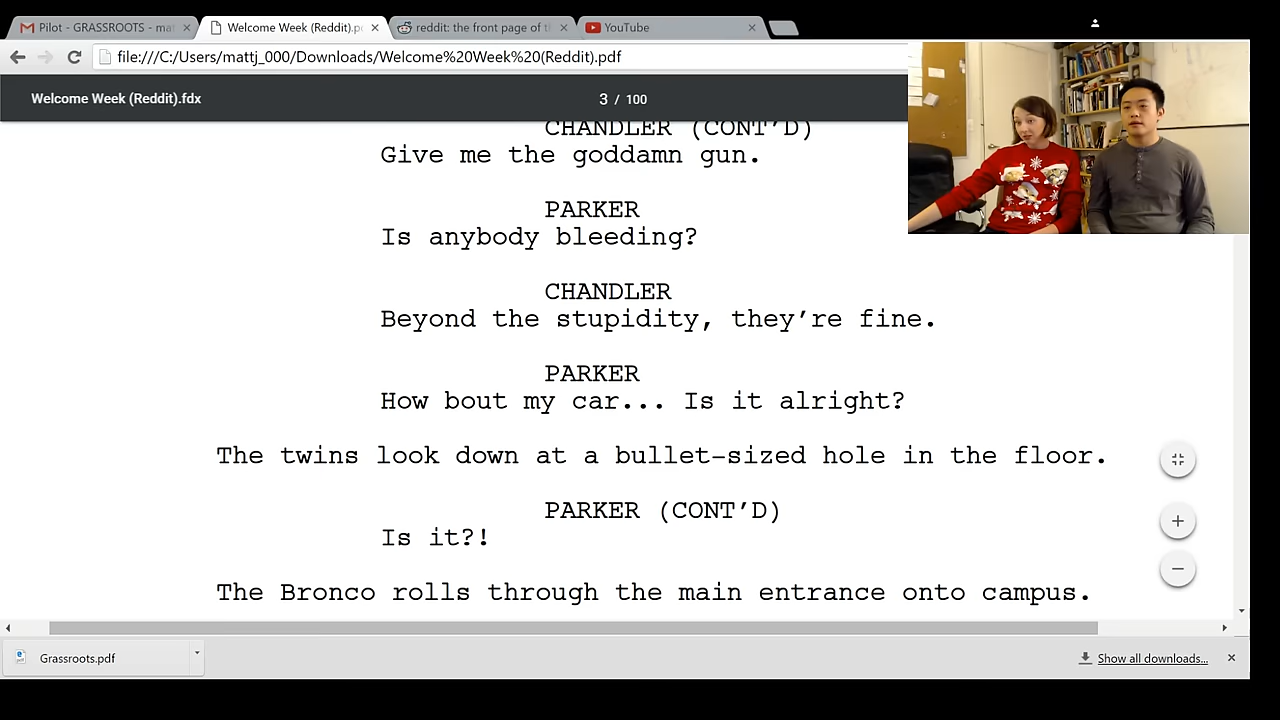 Pilot - GRASSROOTS - ma
Welcome Week (Reddit).p
reddit: the front page of t
YouTube
file:///C:/Users/mattj_000/Downloads/Welcome%20Week%20(Reddit).pdf
Welcome Week (Reddit).fdx
3 / 100
CHANDLER (CONT'D)
Give me the goddamn gun.
PARKER
Is anybody bleeding?
CHANDLER
Beyond the stupidity, they're fine.
PARKER
How bout my car... Is it alright?
The twins look down at a bullet-sized hole in the floor.
PARKER (CONT'D)
Is it?!
The Bronco rolls through the main entrance onto campus.
Grassroots.pdf
Show all downloads...